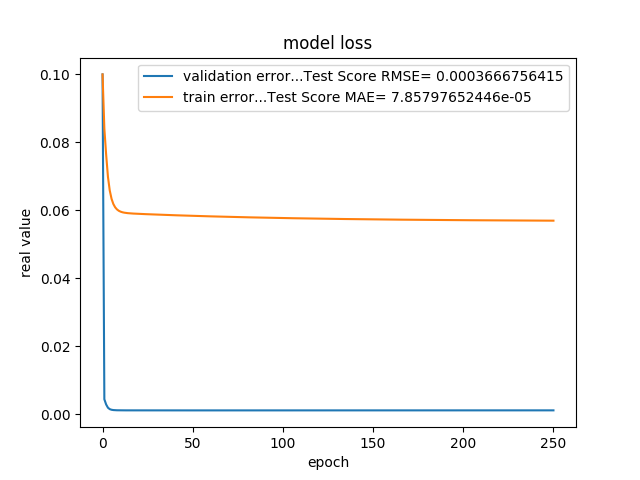 model loss
validation error...Test Score RMSE= 0.0003666756415
train error...Test Score MAE= 7.85797652446e-05
0.10
0.08
0.06
0.04
0.02
0.00
real value
0 50 100 150 200 250
epoch